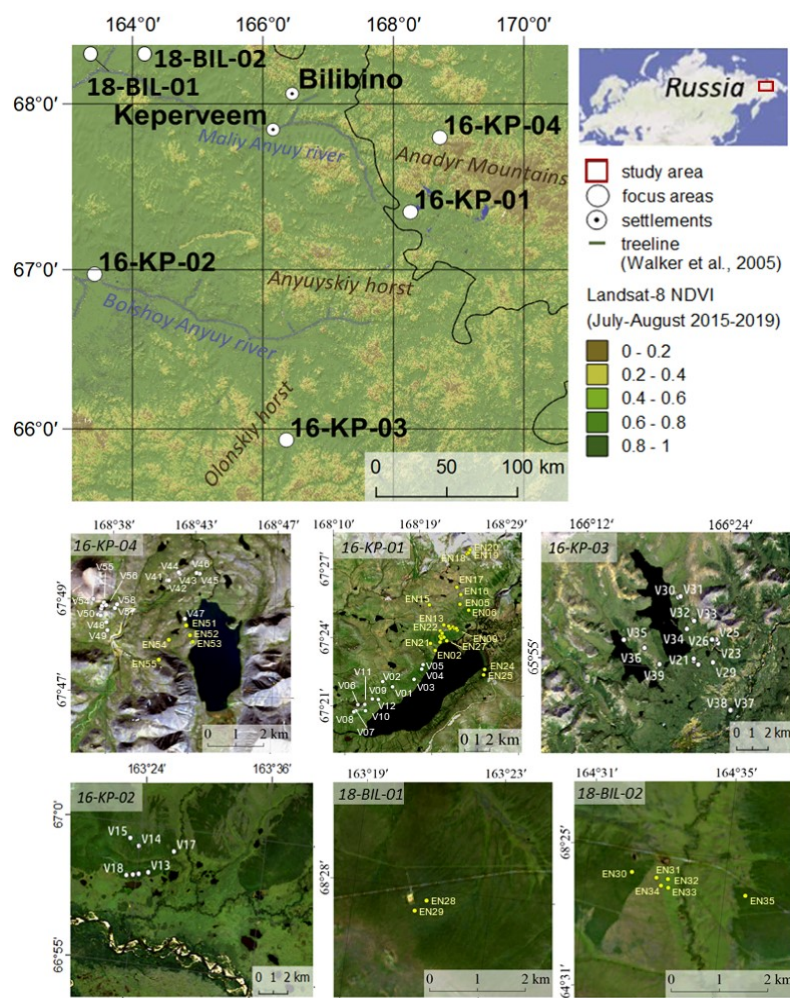 164°0′ 166°0′ 168°0′ 170°0′
18-BIL-02
18-BIL-01
Bilibino
68°0′
Keperveem
Maliy Anyuy river
16-KP-04
Anadyr Mountains
16-KP-01
67°0′
16-KP-02
Anyuyskiy horst
Bolshoy Anyuy river
66°0′
Olonskiy horst
16-KP-03
0 50 100 km
Russia
study area
focus areas
settlements
treeline
(Walker et al., 2005)
Landsat-8 NDVI
(July-August 2015-2019)
0 - 0.2
0.2 - 0.4
0.4 - 0.6
0.6 - 0.8
0.8 - 1
168°38′ 168°43′ 168°47′
16-KP-04
67°49′
67°47′
V55
V56
V54
V58
V50
V57
V48
V49
V44
V46
V41
V43
V45
V42
V47
EN51
EN52
EN53
EN54
EN55
0 1 2 km
168°10′ 168°19′ 168°29′
16-KP-01
67°27′
67°24′
67°21′
EN20
EN18
EN19
EN17
EN16
EN15
EN05
EN06
EN13
EN22
EN09
EN21
EN27
EN02
EN24
EN25
V11
V02
V05
V04
V06
V09
V01
V03
V12
V08
V10
V07
0 1 2 km
166°12′ 166°24′
16-KP-03
65°55′
V30
V31
V32
V33
V35
V34
V25
V26
V36
V23
V21
V39
V29
V38
V37
0 1 2 km
163°24′ 163°36′
16-KP-02
67°0′
66°55′
V15
V14
V17
V18
V13
0 1 2 km
163°19′ 163°23′
18-BIL-01
68°28′
EN28
EN29
0 1 2 km
164°31′ 164°35′
18-BIL-02
68°25′
64°31′
EN30
EN31
EN32
EN34
EN33
EN35
0 1 2 km